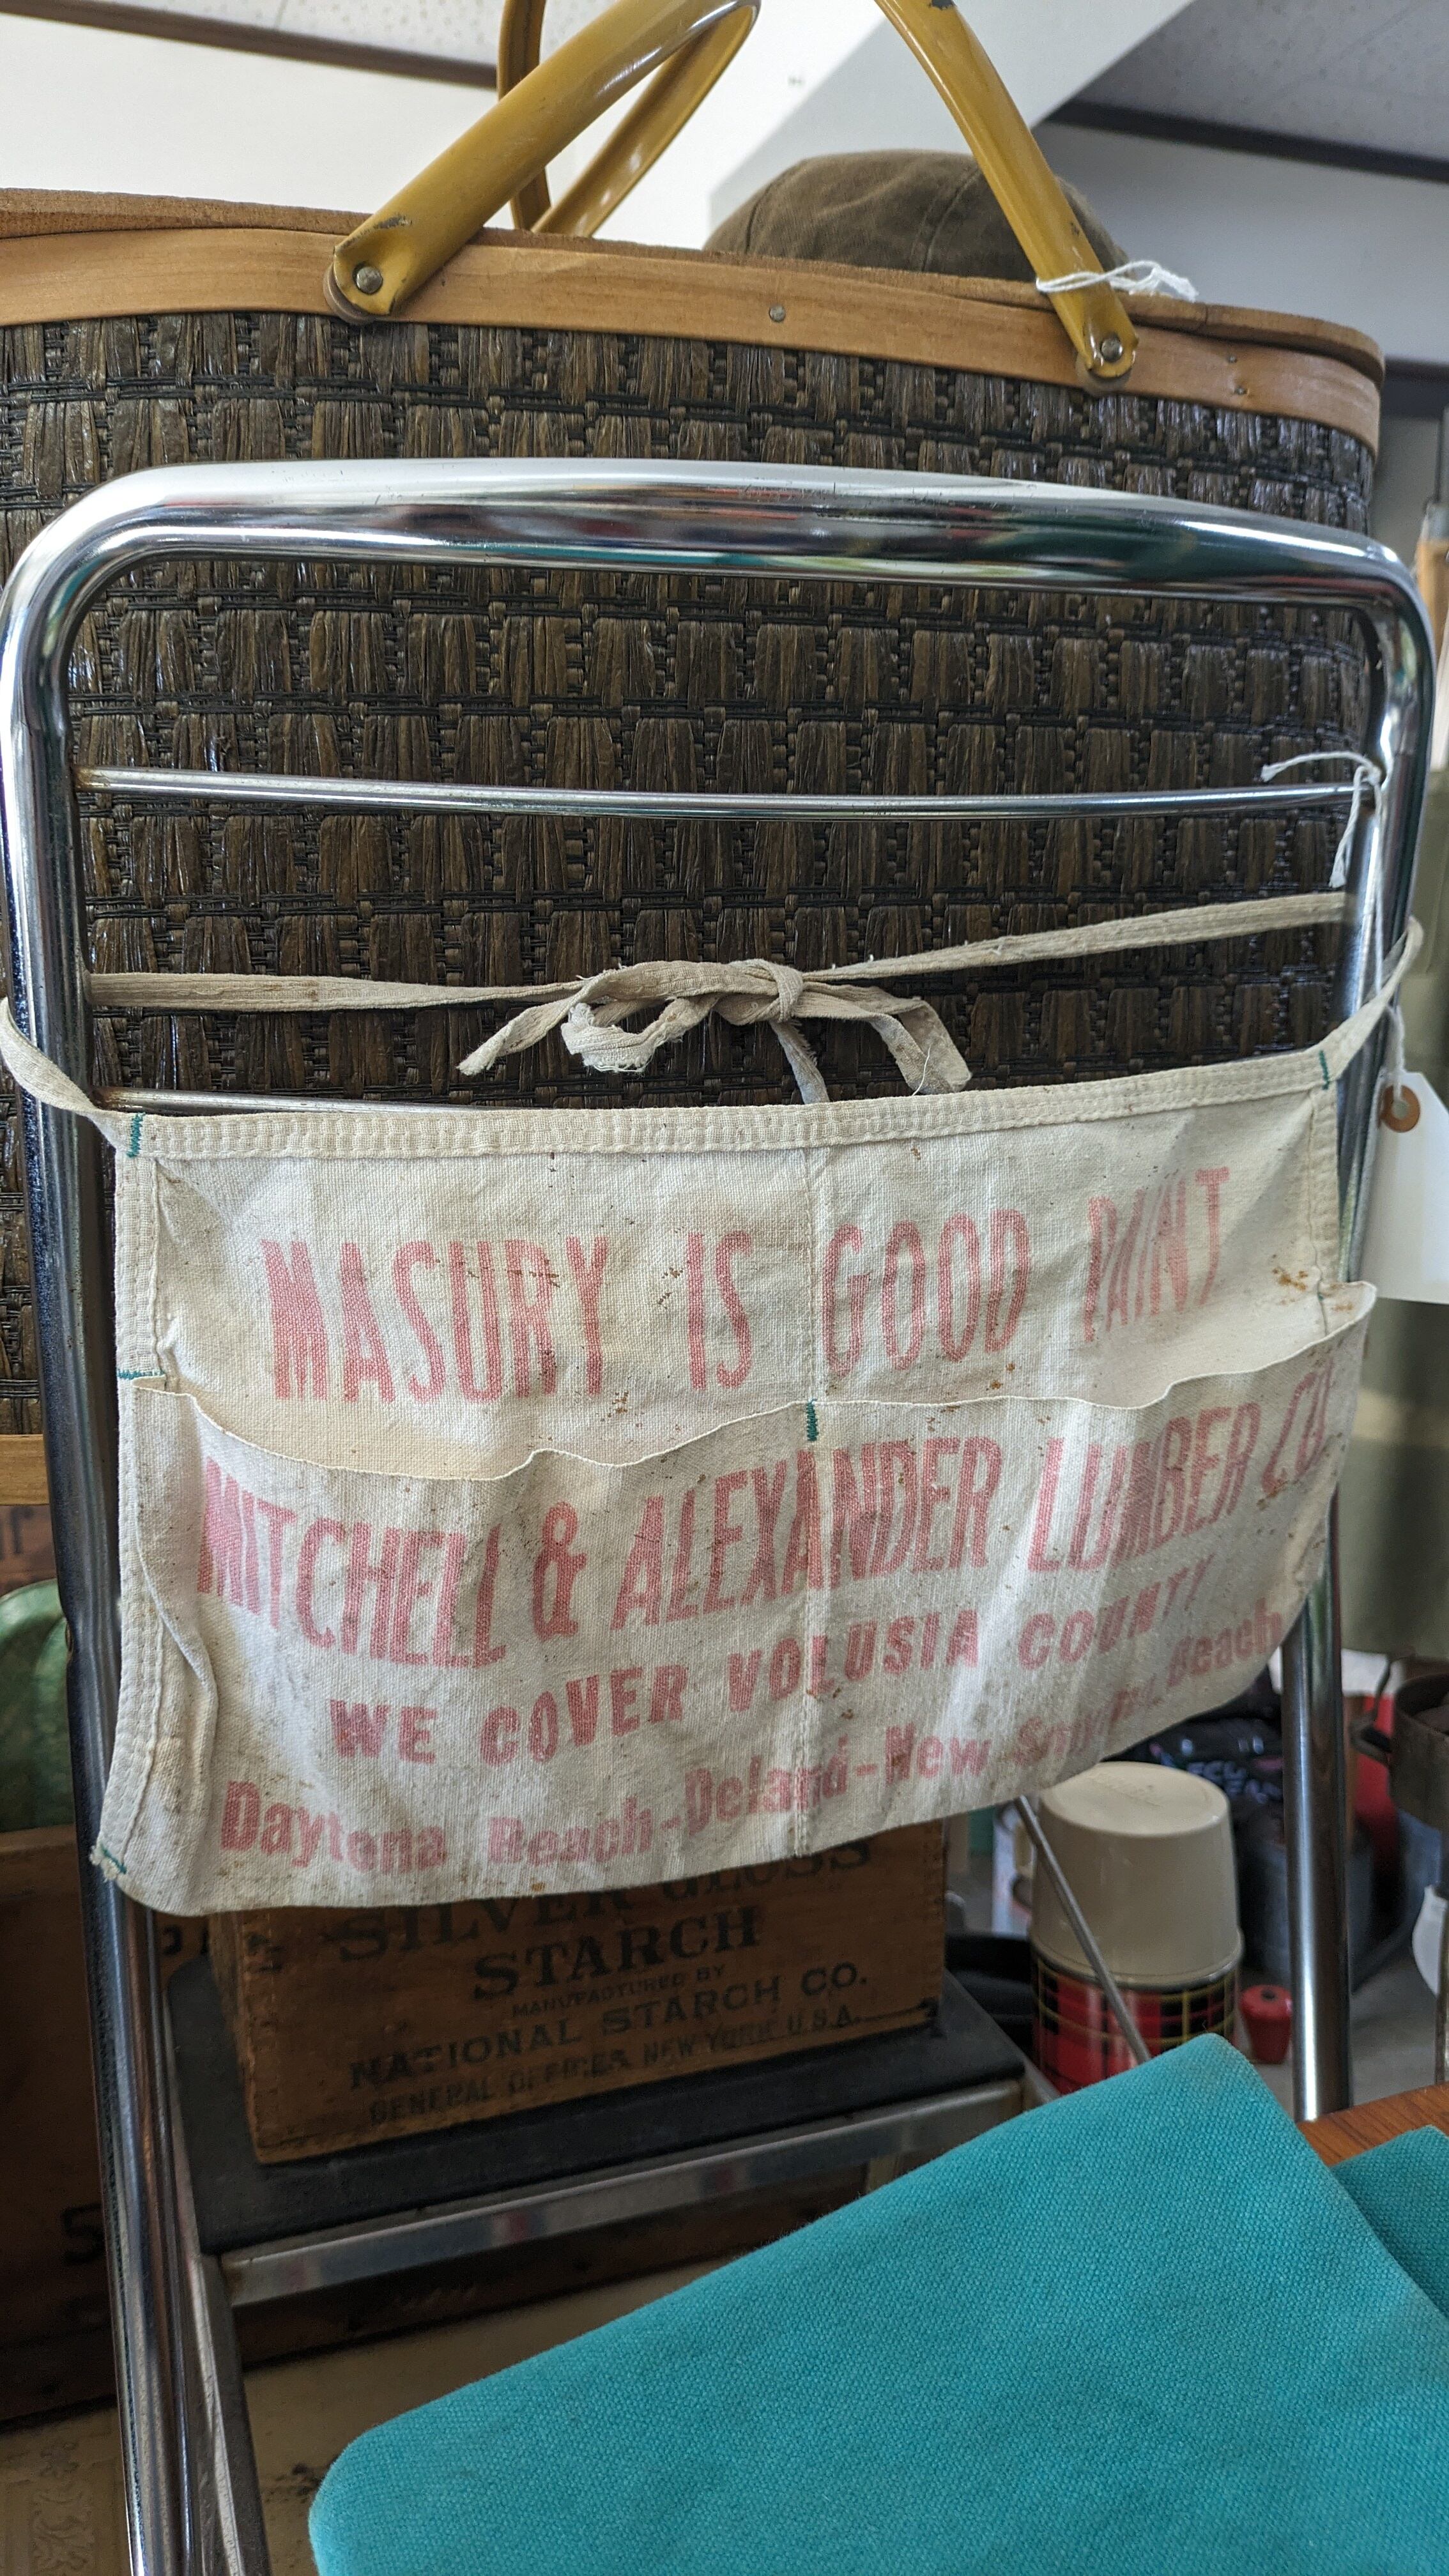 MASURY IS GOOD PAINT
MITCHELL & ALEXANDER LUMBER CO.
WE COVER VOLUSIA COUNTY
Daytona Beach-Deland-New Smyrna Beach
SILVER GLOSS
STARCH
MANUFACTURED BY
NATIONAL STARCH CO.
GENERAL OFFICES, NEW YORK U.S.A.